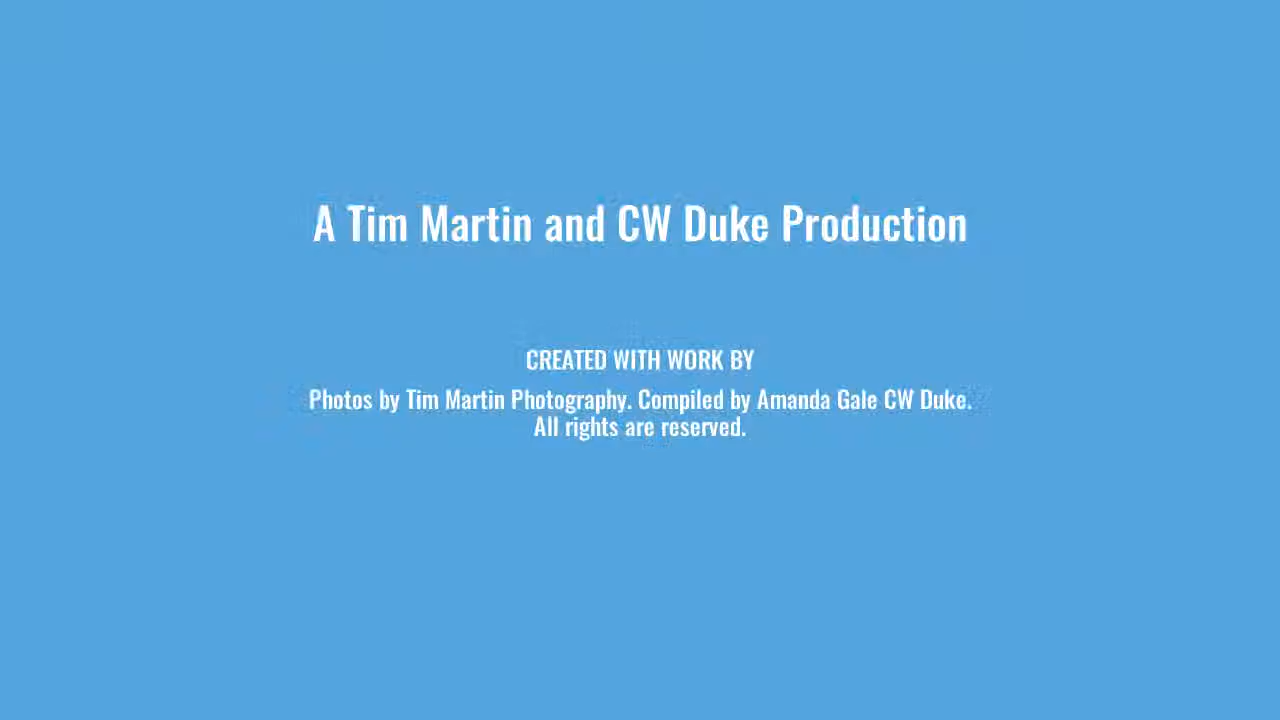 A Tim Martin and CW Duke Production
CREATED WITH WORK BY
Photos by Tim Martin Photography. Compiled by Amanda Gale CW Duke.
All rights are reserved.